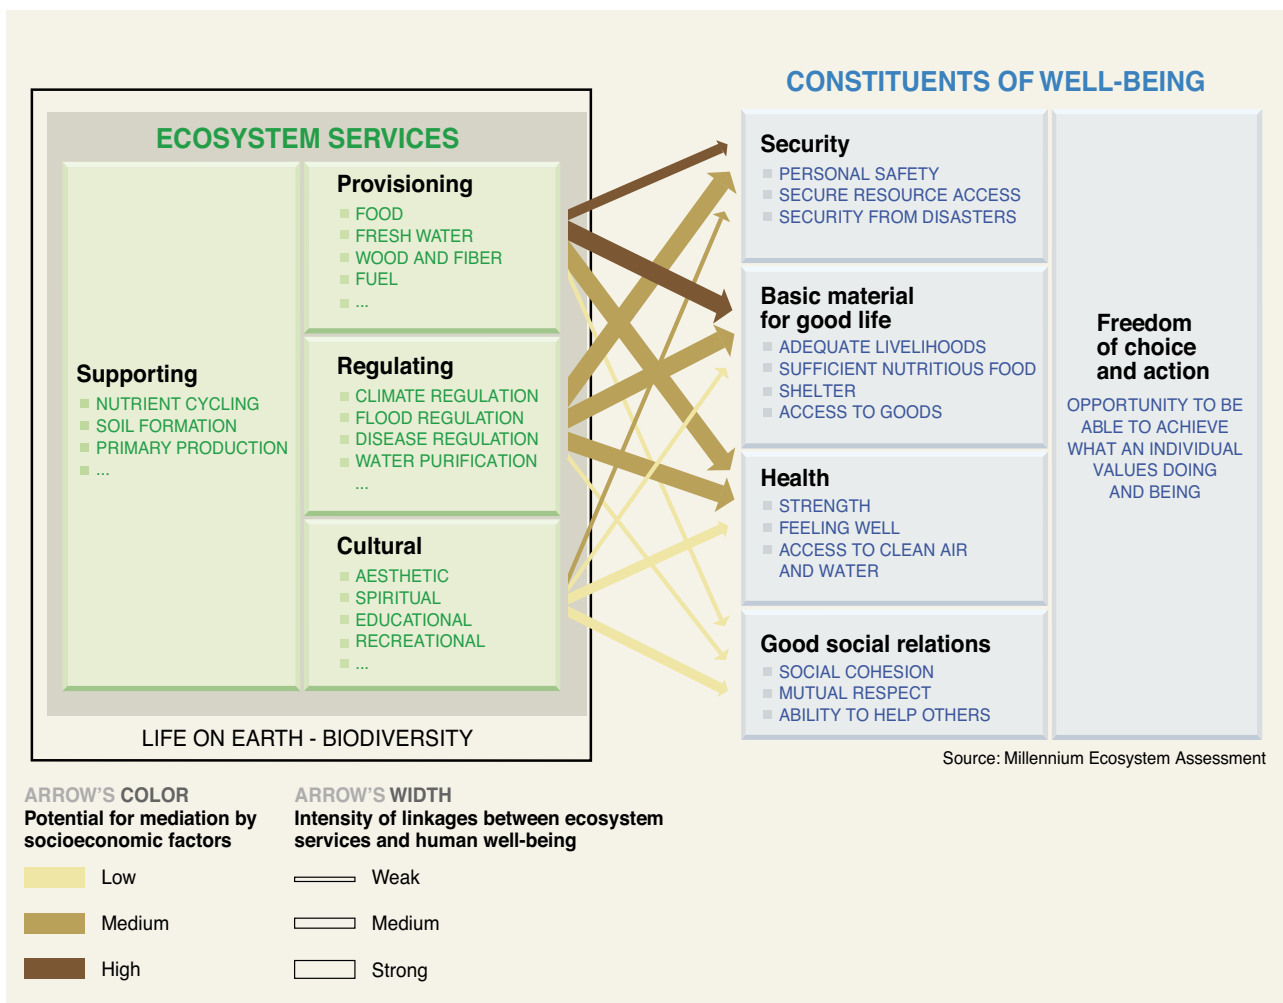 CONSTITUENTS OF WELL-BEING
ECOSYSTEM SERVICES
Supporting
NUTRIENT CYCLING
SOIL FORMATION
PRIMARY PRODUCTION
...
Provisioning
FOOD
FRESH WATER
WOOD AND FIBER
FUEL
...
Regulating
CLIMATE REGULATION
FLOOD REGULATION
DISEASE REGULATION
WATER PURIFICATION
...
Cultural
AESTHETIC
SPIRITUAL
EDUCATIONAL
RECREATIONAL
...
LIFE ON EARTH - BIODIVERSITY
Security
PERSONAL SAFETY
SECURE RESOURCE ACCESS
SECURITY FROM DISASTERS
Basic material
for good life
ADEQUATE LIVELIHOODS
SUFFICIENT NUTRITIOUS FOOD
SHELTER
ACCESS TO GOODS
Health
STRENGTH
FEELING WELL
ACCESS TO CLEAN AIR
AND WATER
Good social relations
SOCIAL COHESION
MUTUAL RESPECT
ABILITY TO HELP OTHERS
Freedom
of choice
and action
OPPORTUNITY TO BE
ABLE TO ACHIEVE
WHAT AN INDIVIDUAL
VALUES DOING
AND BEING
Source: Millennium Ecosystem Assessment
ARROW'S COLOR
Potential for mediation by
socioeconomic factors
Low
Medium
High
ARROW'S WIDTH
Intensity of linkages between ecosystem
services and human well-being
Weak
Medium
Strong